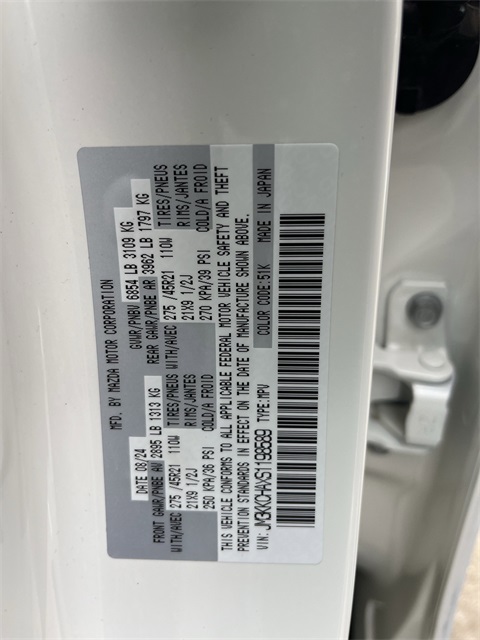 MFD. BY MAZDA MOTOR CORPORATION
DATE 08/24 GVWR/PNBV 6854 LB 3109 KG
FRONT GAWR/PNBE AV 2895 LB 1313 KG REAR GAWR/PNBE AR 3962 LB 1797 KG
WITH/AVEC 275 /45R21 110W TIRES/PNEUS WITH/AVEC 275 /45R21 110W TIRES/PNEUS
21X9 1/2J RIMS/JANTES 21X9 1/2J RIMS/JANTES
250 KPA/36 PSI COLD/A FROID 270 KPA/39 PSI COLD/A FROID
THIS VEHICLE CONFORMS TO ALL APPLICABLE FEDERAL MOTOR VEHICLE SAFETY AND THEFT
PREVENTION STANDARDS IN EFFECT ON THE DATE OF MANUFACTURE SHOWN ABOVE.
VIN: JM3KKCHAXS1198589 TYPE:MPV COLOR CODE:51K MADE IN JAPAN